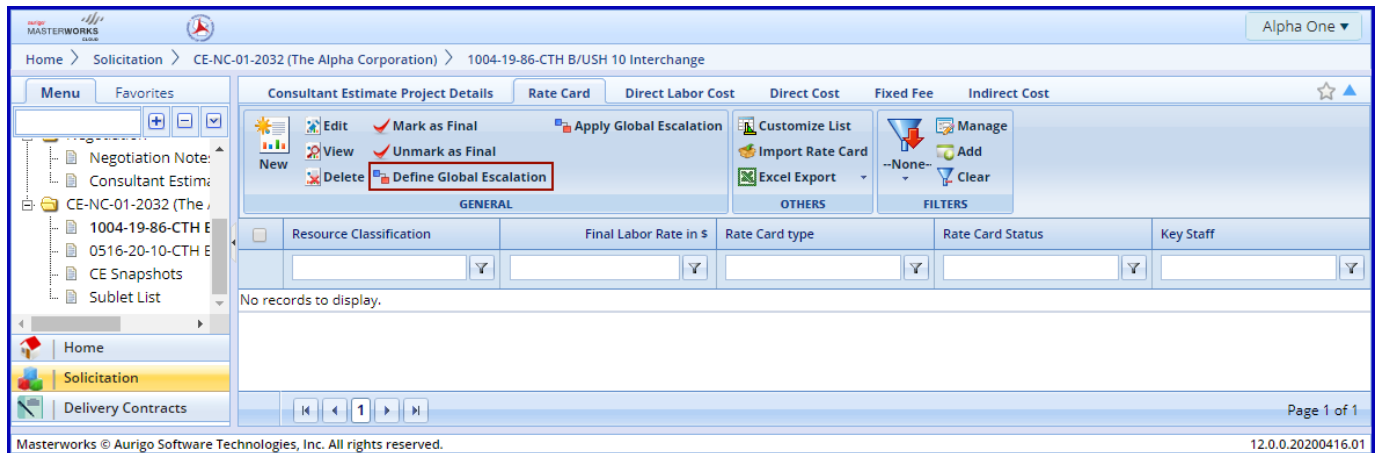 aurigo
MASTERWORKS
CLOUD
Alpha One ▼
Home > Solicitation > CE-NC-01-2032 (The Alpha Corporation) > 1004-19-86-CTH B/USH 10 Interchange
Menu Favorites
Consultant Estimate Project Details Rate Card Direct Labor Cost Direct Cost Fixed Fee Indirect Cost
New
Edit Mark as Final Apply Global Escalation
View Unmark as Final
Delete Define Global Escalation
GENERAL
Customize List
Import Rate Card
Excel Export
OTHERS
--None--
Manage
Add
Clear
FILTERS
Negotiation
Negotiation Notes
Consultant Estima
CE-NC-01-2032 (The
1004-19-86-CTH B
0516-20-10-CTH E
CE Snapshots
Sublet List
Resource Classification Final Labor Rate in $ Rate Card type Rate Card Status Key Staff
No records to display.
Home
Solicitation
Delivery Contracts
1
Page 1 of 1
Masterworks © Aurigo Software Technologies, Inc. All rights reserved. 12.0.0.20200416.01